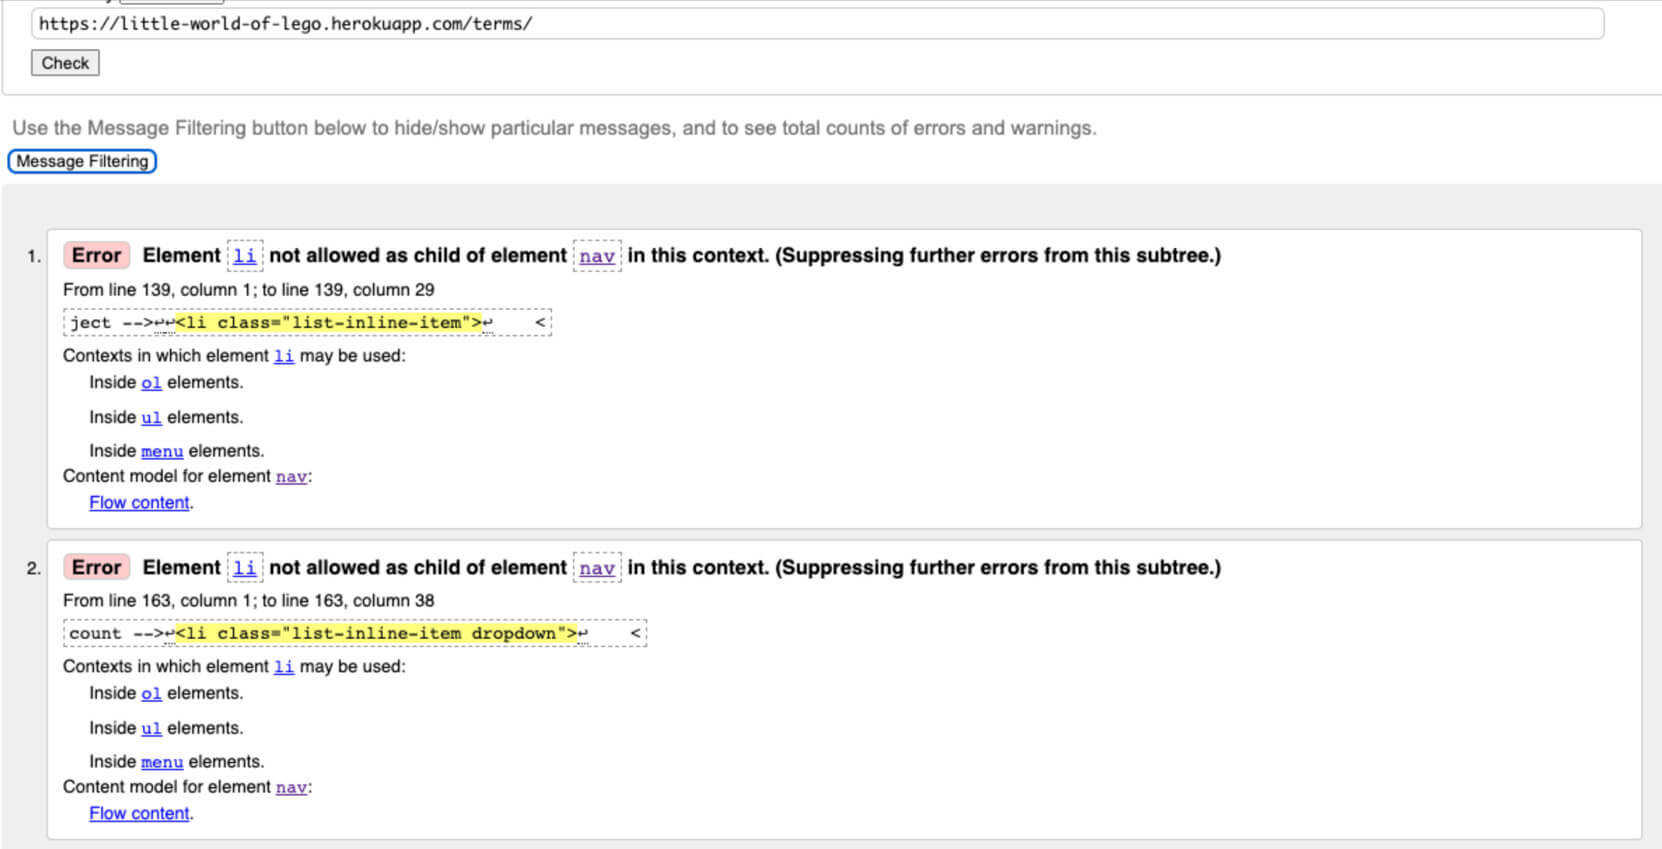 https://little-world-of-lego.herokuapp.com/terms/
Check
Use the Message Filtering button below to hide/show particular messages, and to see total counts of errors and warnings.
Message Filtering
1. Error Element li not allowed as child of element nav in this context. (Suppressing further errors from this subtree.)
From line 139, column 1; to line 139, column 29
ject -->↩↩<li class="list-inline-item">↩ <
Contexts in which element li may be used:
Inside ol elements.
Inside ul elements.
Inside menu elements.
Content model for element nav:
Flow content.
2. Error Element li not allowed as child of element nav in this context. (Suppressing further errors from this subtree.)
From line 163, column 1; to line 163, column 38
count -->↩<li class="list-inline-item dropdown">↩ <
Contexts in which element li may be used:
Inside ol elements.
Inside ul elements.
Inside menu elements.
Content model for element nav:
Flow content.